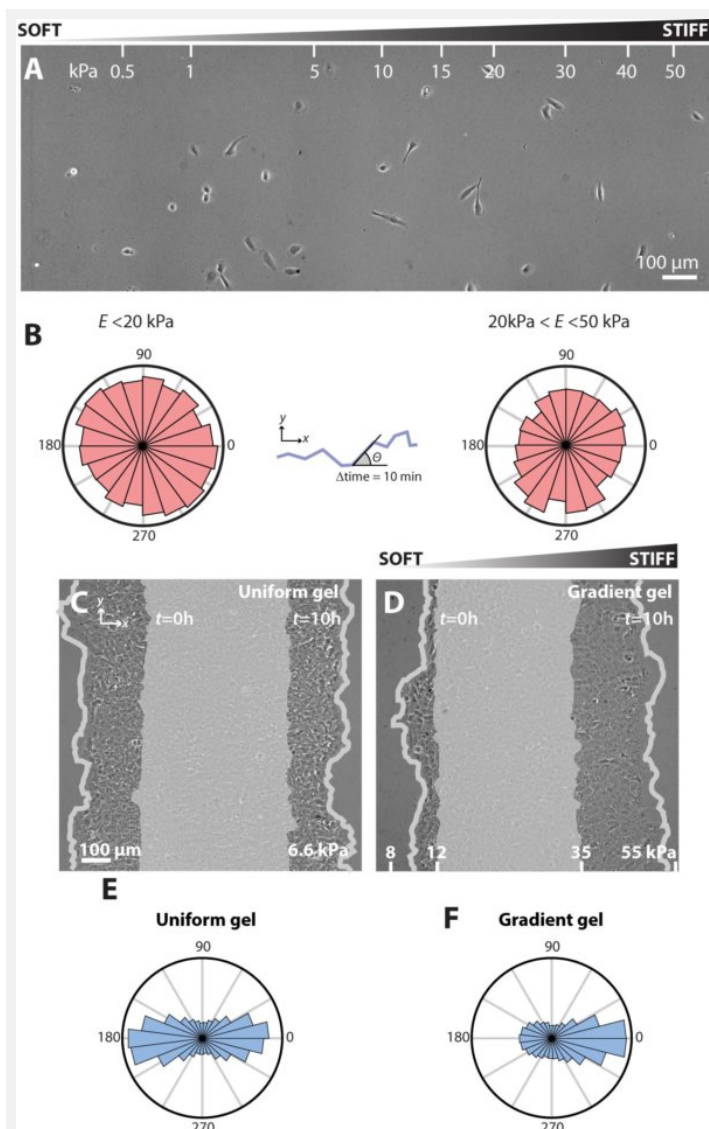 SOFT STIFF
A kPa 0.5 1 5 10 15 20 30 40 50
100 µm
B E <20 kPa 20kPa < E <50 kPa
90 90
180 0 180 0
y
x
Θ
Δtime = 10 min
270 270
SOFT STIFF
C y x t=0h Uniform gel t=10h
D t=0h Gradient gel t=10h
100 µm 6.6 kPa 8 12 35 55 kPa
E F
Uniform gel Gradient gel
90 90
180 0 180 0
270 270